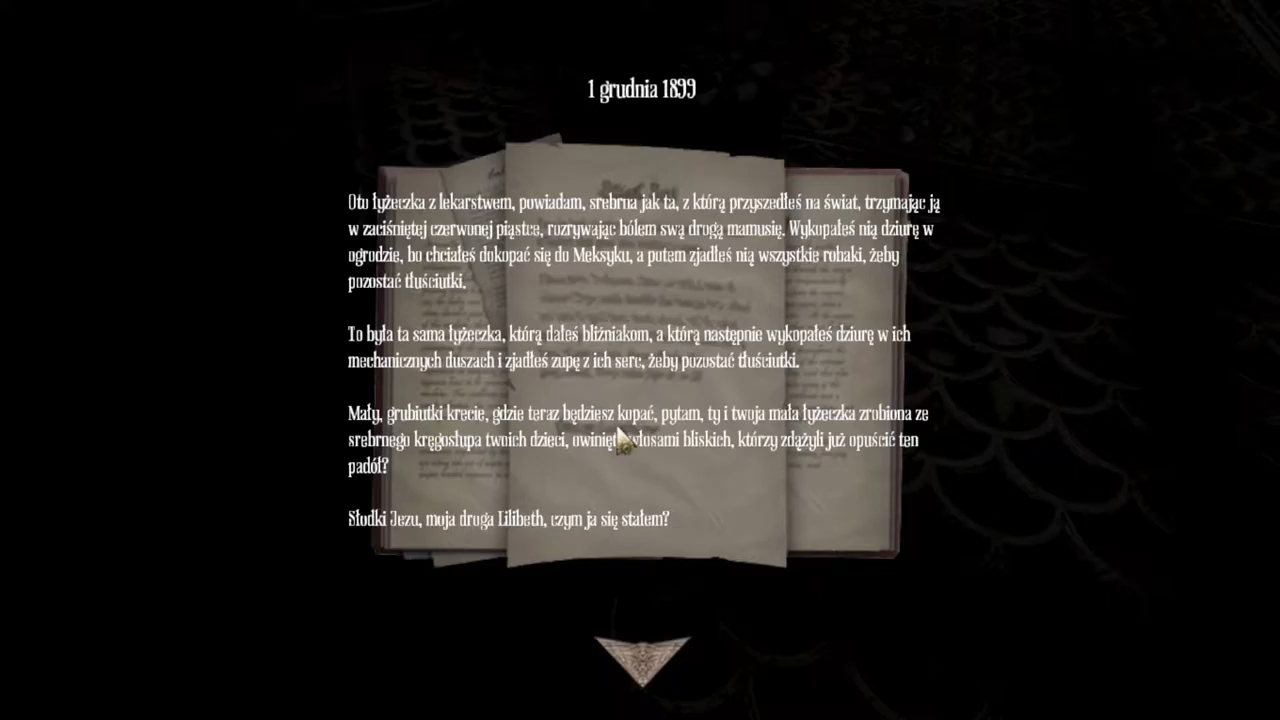 1 grudnia 1899
Oto łyżeczka z lekarstwem, powiadam, srebrna jak ta, z którą przyszedłeś na świat, trzymając ją
w zaciśniętej czerwonej piąstce, rozrywając bólem swą drogą mamusię. Wykopałeś nią dziurę w
ogrodzie, bo chciałeś dokopać się do Meksyku, a potem zjadłeś nią wszystkie robaki, żeby
pozostać tłuściutki.
To była ta sama łyżeczka, którą dałeś bliźniakom, a którą następnie wykopałeś dziurę w ich
mechanicznych duszach i zjadłeś zupę z ich serc, żeby pozostać tłuściutki.
Mały, grubiutki krecie, gdzie teraz będziesz kopać, pytam, ty i twoja mała łyżeczka zrobiona ze
srebrnego kręgosłupa twoich dzieci, bliskich, którzy zdążyli już opuścić ten
padół?
Słodki Jezu, moja droga Lilibeth, czym ja się stałem?